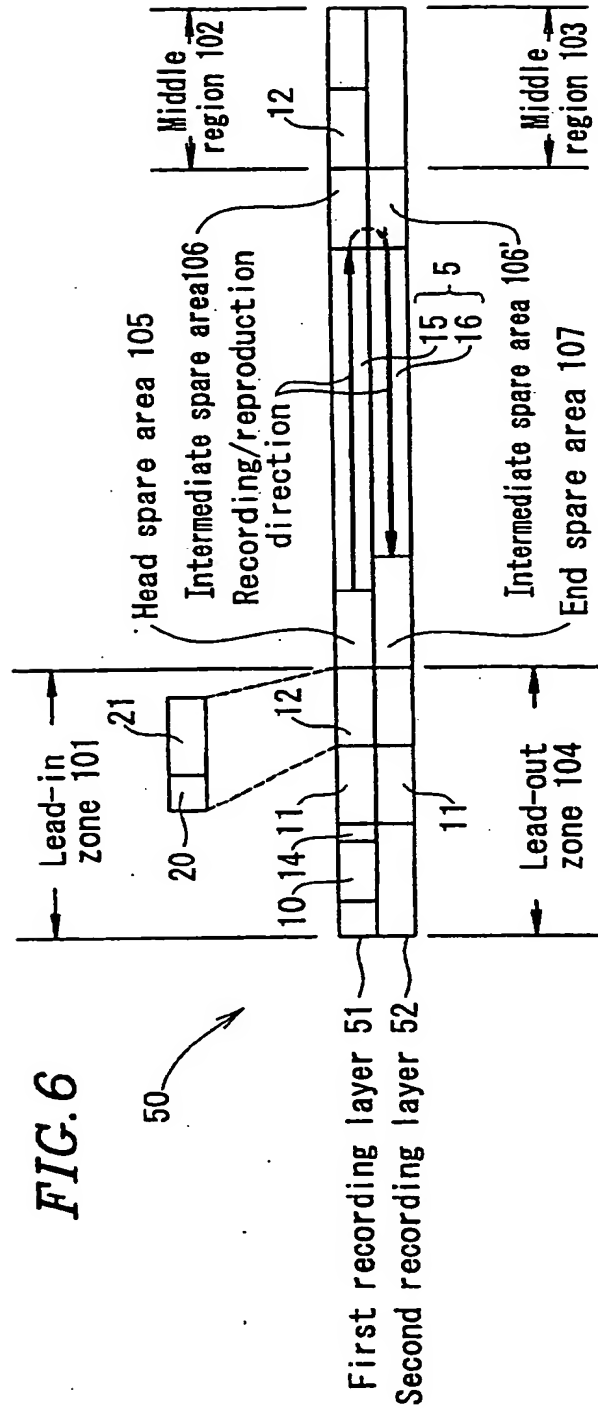 FIG. 6
50
Lead-in
zone 101
20
21
10
14
11
12
Head spare area 105
Intermediate spare area 106
Recording/reproduction
direction
12
Middle
region 102
First recording layer 51
Second recording layer 52
15
16
5
11
Lead-out
zone 104
Intermediate spare area 106'
End spare area 107
Middle
region 103